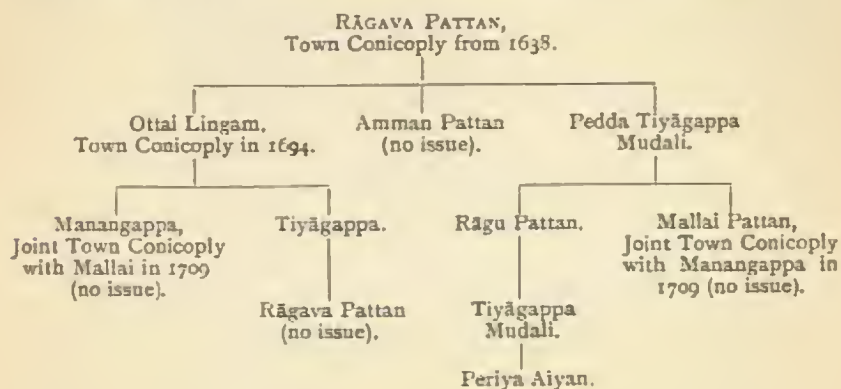 RĀGAVA PATTAN,
Town Conicoply from 1638.
Ottai Lingam,
Town Conicoply in 1694.
Amman Pattan
(no issue).
Pedda Tiyāgappa
Mudali.
Manangappa,
Joint Town Conicoply
with Mallai in 1709
(no issue).
Tiyāgappa.
Rāgu Pattan.
Mallai Pattan,
Joint Town Conicoply
with Manangappa in
1709 (no issue).
Rāgava Pattan
(no issue).
Tiyāgappa
Mudali.
Periya Aiyan.